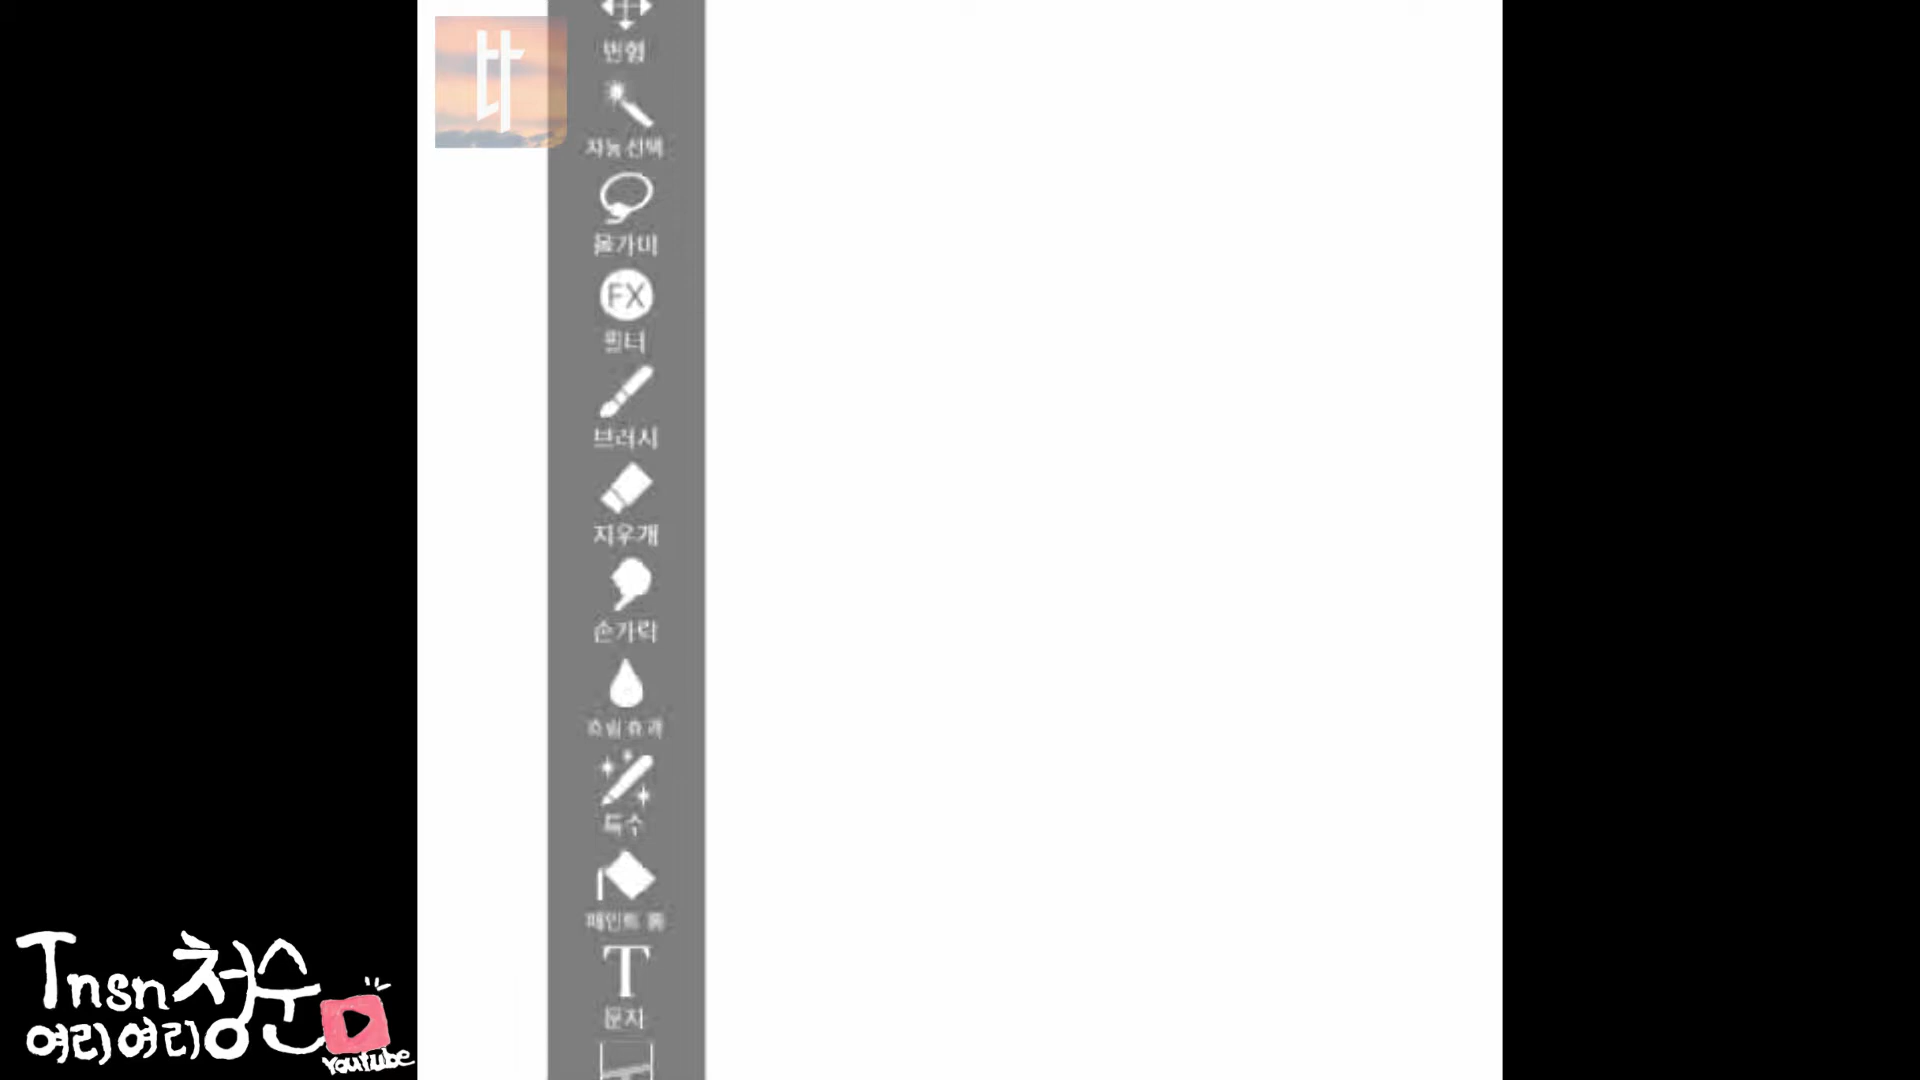 변형
자동 선택
올가미
FX
필터
브러시
지우개
손가락
흐림 효과
특수
페인트 통
T
문자
Tnsn청순
여리여리
Youtube